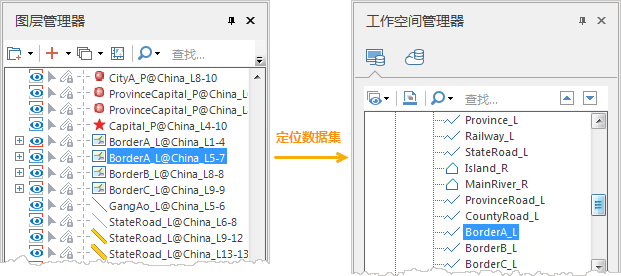 图层管理器
查找...
CityA_P@China_L8-10
ProvinceCapital_P@China_L
ProvinceCapital_P@China_L
Capital_P@China_L4-10
BorderA_L@China_L1-4
BorderA_L@China_L5-7
BorderB_L@China_L8-8
BorderC_L@China_L9-9
GangAo_L@China_L5-6
StateRoad_L@China_L6-8
StateRoad_L@China_L9-12
StateRoad_L@China_L13-13
定位数据集
工作空间管理器
查找...
Province_L
Railway_L
StateRoad_L
Island_R
MainRiver_R
ProvinceRoad_L
CountyRoad_L
BorderA_L
BorderB_L
BorderC_L